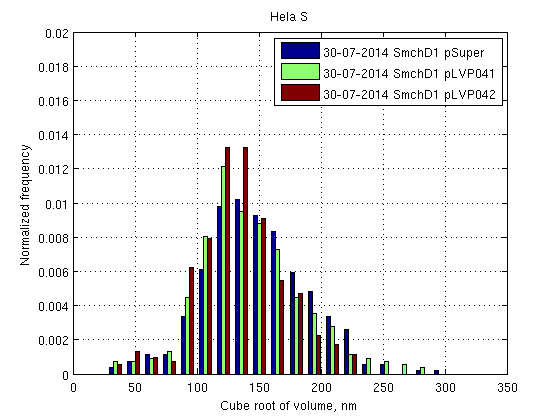 Hela S
0.02
0.018
0.016
0.014
0.012
0.01
0.008
0.006
0.004
0.002
0
Normalized frequency
30-07-2014 SmchD1 pSuper
30-07-2014 SmchD1 pLVP041
30-07-2014 SmchD1 pLVP042
0 50 100 150 200 250 300 350
Cube root of volume, nm